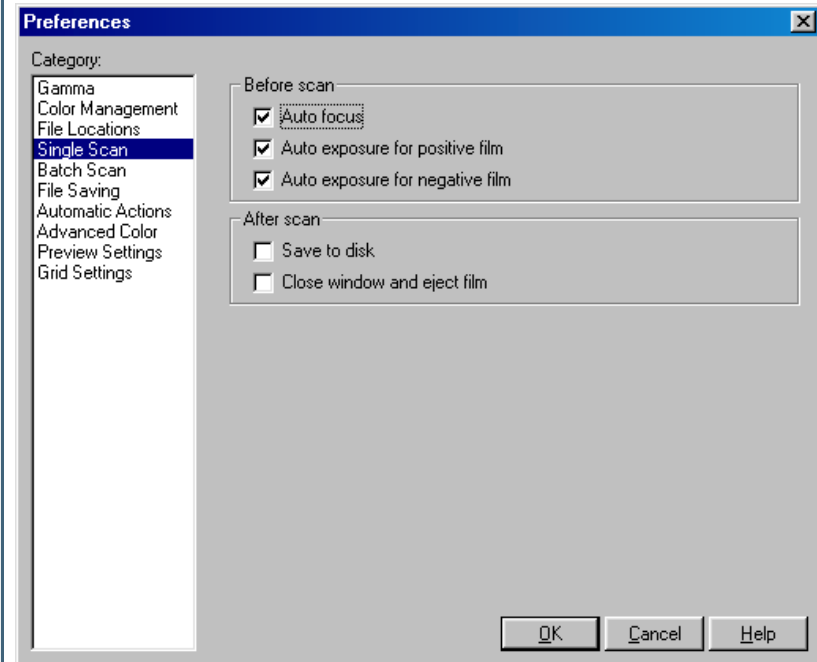 Preferences
Category:
Gamma
Color Management
File Locations
Single Scan
Batch Scan
File Saving
Automatic Actions
Advanced Color
Preview Settings
Grid Settings
Before scan
Auto focus
Auto exposure for positive film
Auto exposure for negative film
After scan
Save to disk
Close window and eject film
OK Cancel Help